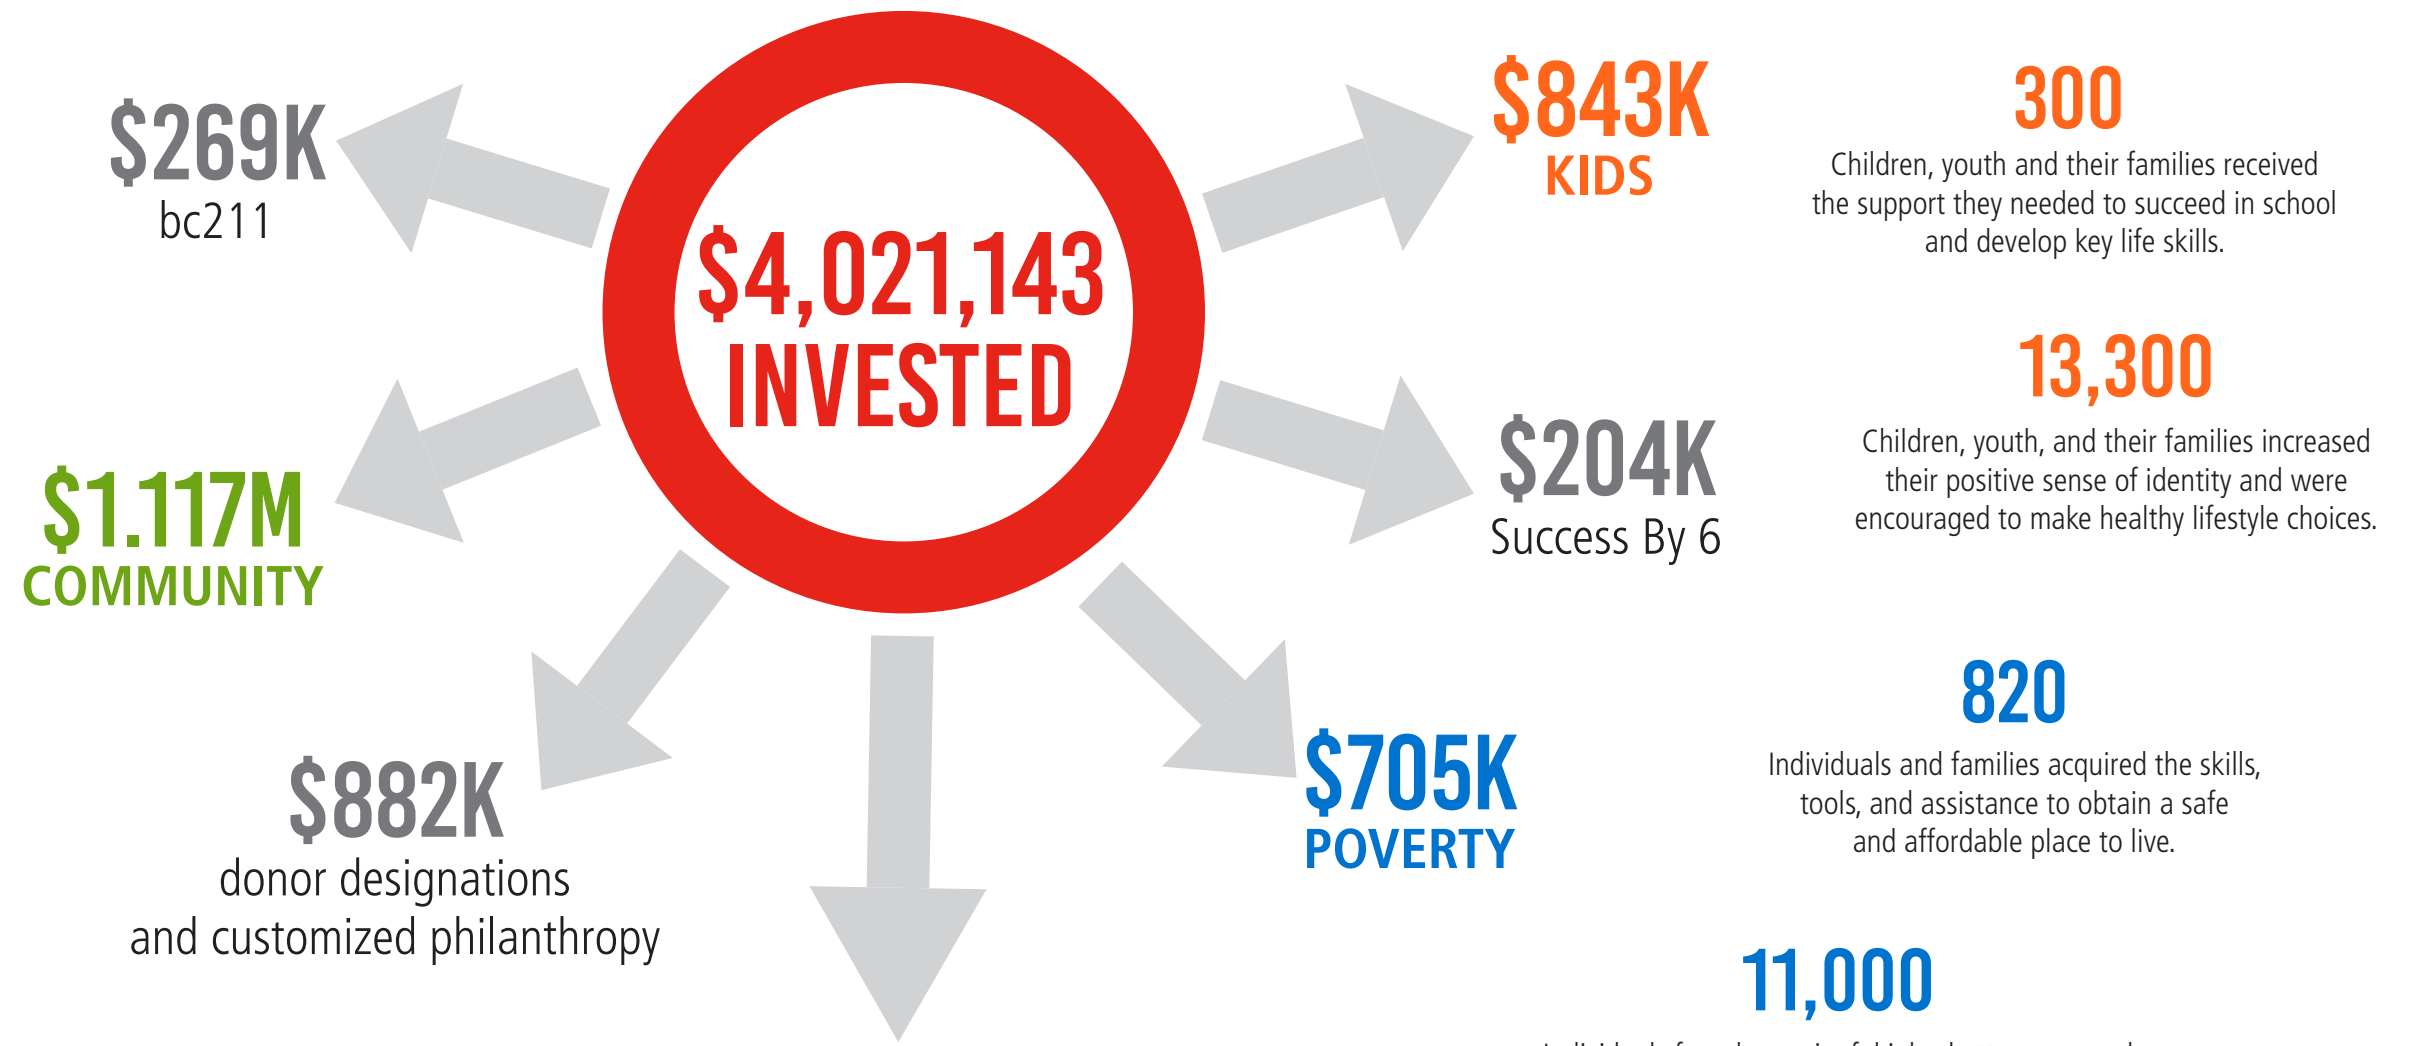 $269K
bc211
$1.117M
COMMUNITY
$882K
donor designations
and customized philanthropy
$4,021,143
INVESTED
$843K
KIDS
$204K
Success By 6
$705K
POVERTY
300
Children, youth and their families received
the support they needed to succeed in school
and develop key life skills.
13,300
Children, youth, and their families increased
their positive sense of identity and were
encouraged to make healthy lifestyle choices.
820
Individuals and families acquired the skills,
tools, and assistance to obtain a safe
and affordable place to live.
11,000